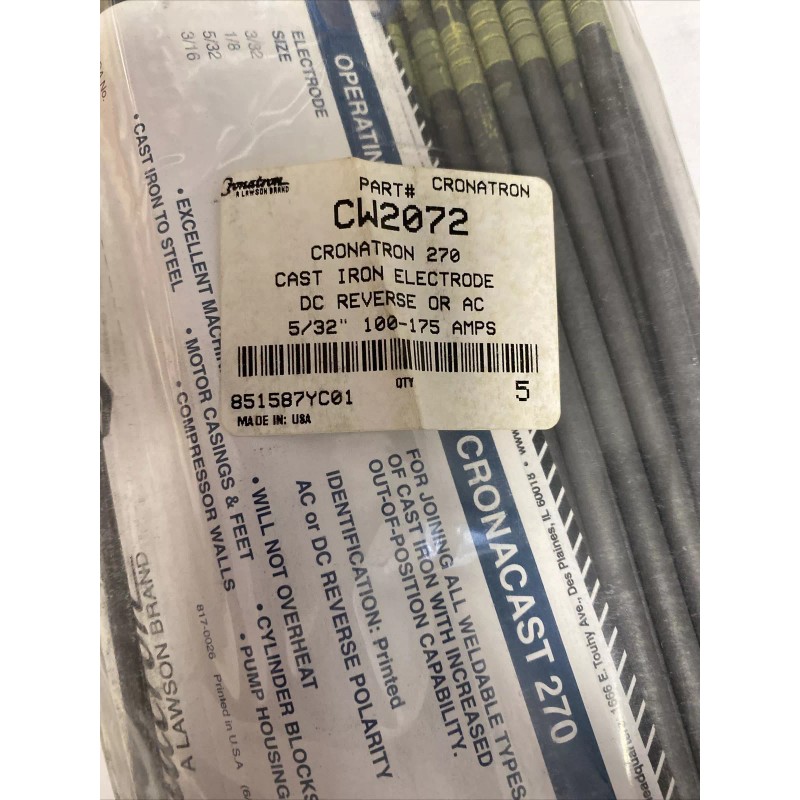 Cronatron
A LAWSON BRAND
PART# CRONATRON
CW2072
CRONATRON 270
CAST IRON ELECTRODE
DC REVERSE OR AC
5/32" 100-175 AMPS
QTY
851587YC01 5
MADE IN: USA
ELECTRODE
SIZE
3/32
1/8
5/32
3/16
• CAST IRON TO STEEL
• EXCELLENT
• MOTOR CASINGS & FEET
• COMPRESSOR WALLS
• WILL NOT OVERHEAT
• CYLINDER BLOCKS
• PUMP
CRONACAST 270
FOR JOINING ALL WELDABLE TYPES
OF CAST IRON WITH INCREASED
OUT-OF-POSITION CAPABILITY.
IDENTIFICATION: Printed
AC or DC REVERSE POLARITY
A LAWSON BRAND
817-0026 Printed in U.S.A
1666 E. Touhy Ave., Des Plaines, IL 60018 • www.